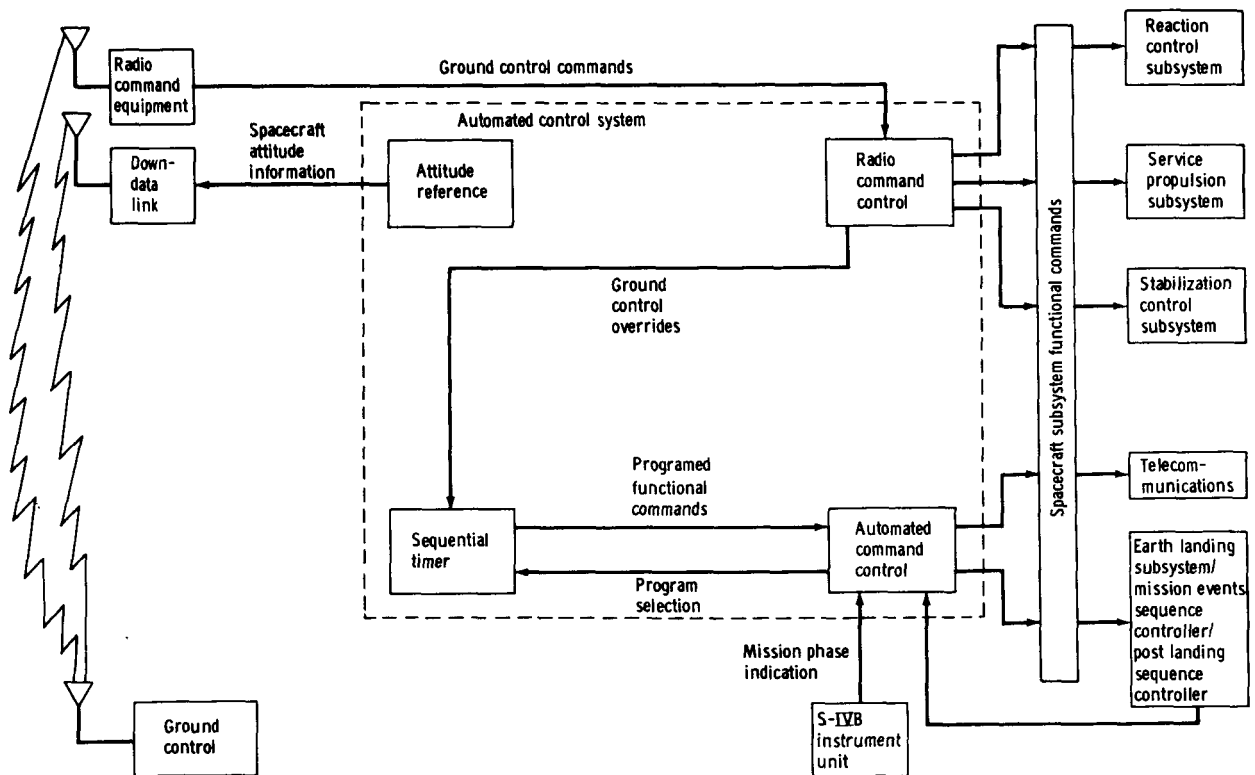 Radio
command
equipment
Ground control commands
Reaction
control
subsystem
Automated control system
Spacecraft
attitude
information
Down-
data
link
Attitude
reference
Radio
command
control
Service
propulsion
subsystem
Ground
control
overrides
Spacecraft subsystem functional commands
Stabilization
control
subsystem
Programed
functional
commands
Telecom-
munications
Sequential
timer
Automated
command
control
Program
selection
Earth landing
subsystem/
mission events
sequence
controller/
post landing
sequence
controller
Mission phase
indication
Ground
control
S-IVB
instrument
unit